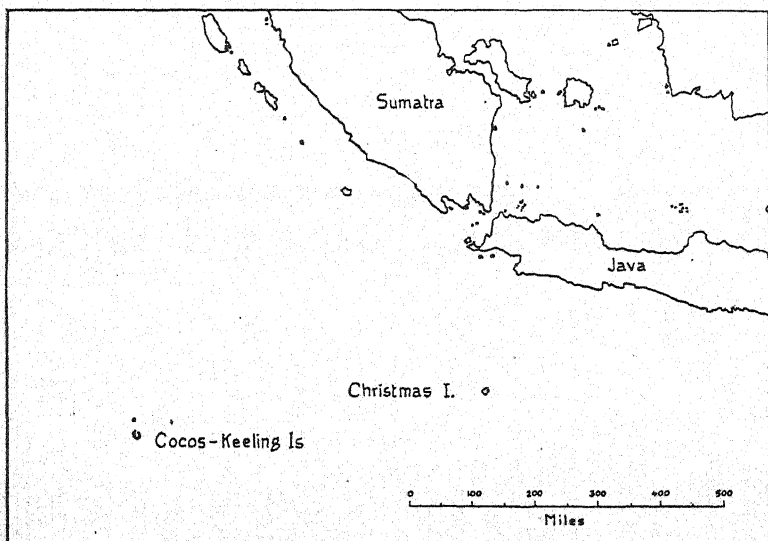 Sumatra
Java
Christmas I.
Cocos-Keeling Is
0 100 200 300 400 500
Miles